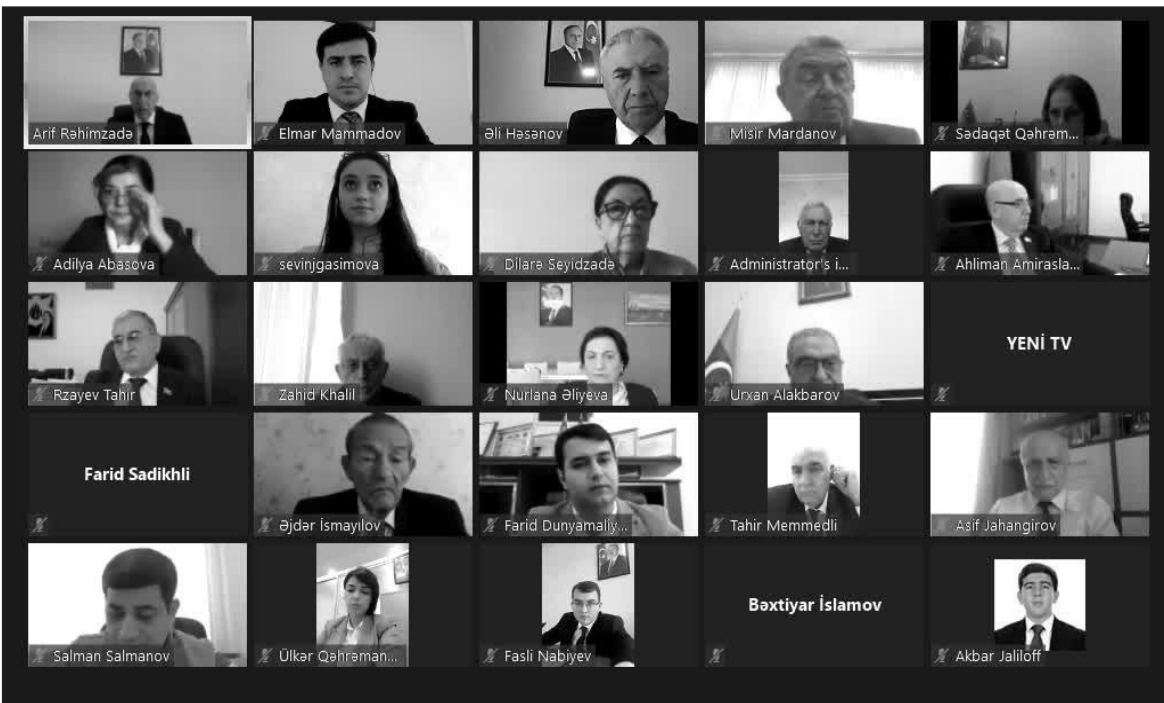 Arif Rəhimzadə
Elmar Mammadov
Əli Həsənov
Misir Mardanov
Sədaqət Qəhrəm...
Adilya Abasova
sevinjgasimova
Dilarə Seyidzadə
Administrator's i...
Ahliman Amirasla...
Rzayev Tahir
Zahid Khalil
Nurlana Əliyeva
Urxan Alakbarov
YENİ TV
Farid Sadikhli
Əjdər İsmayılov
Farid Dunyamaliy...
Tahir Memmedli
Asif Jahangirov
Salman Salmanov
Ülkər Qəhrəman...
Fasli Nabiyev
Bəxtiyar İslamov
Akbar Jaliloff